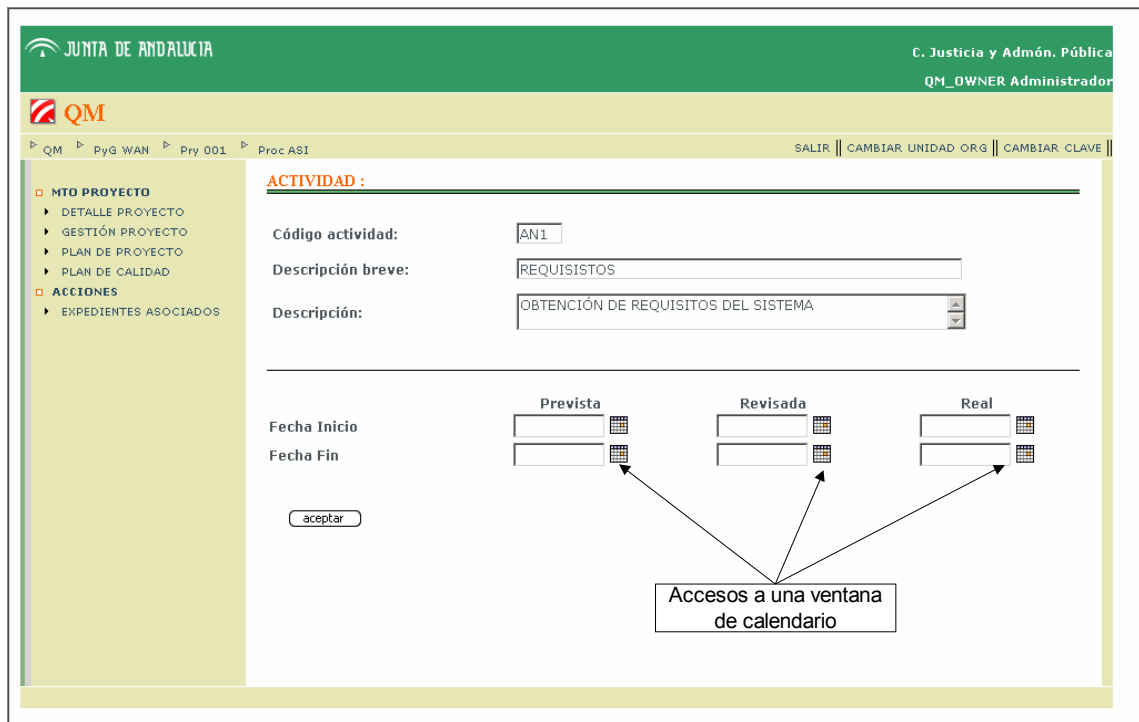 JUNTA DE ANDALUCIA
C. Justicia y Admón. Pública
QM_OWNER Administrador
QM
QM PyG WAN Pry 001 Proc ASI
SALIR || CAMBIAR UNIDAD ORG || CAMBIAR CLAVE ||
MTO PROYECTO
DETALLE PROYECTO
GESTIÓN PROYECTO
PLAN DE PROYECTO
PLAN DE CALIDAD
ACCIONES
EXPEDIENTES ASOCIADOS
ACTIVIDAD :
Código actividad: AN1
Descripción breve: REQUISISTOS
Descripción: OBTENCIÓN DE REQUISITOS DEL SISTEMA
Prevista Revisada Real
Fecha Inicio
Fecha Fin
aceptar
Accesos a una ventana
de calendario